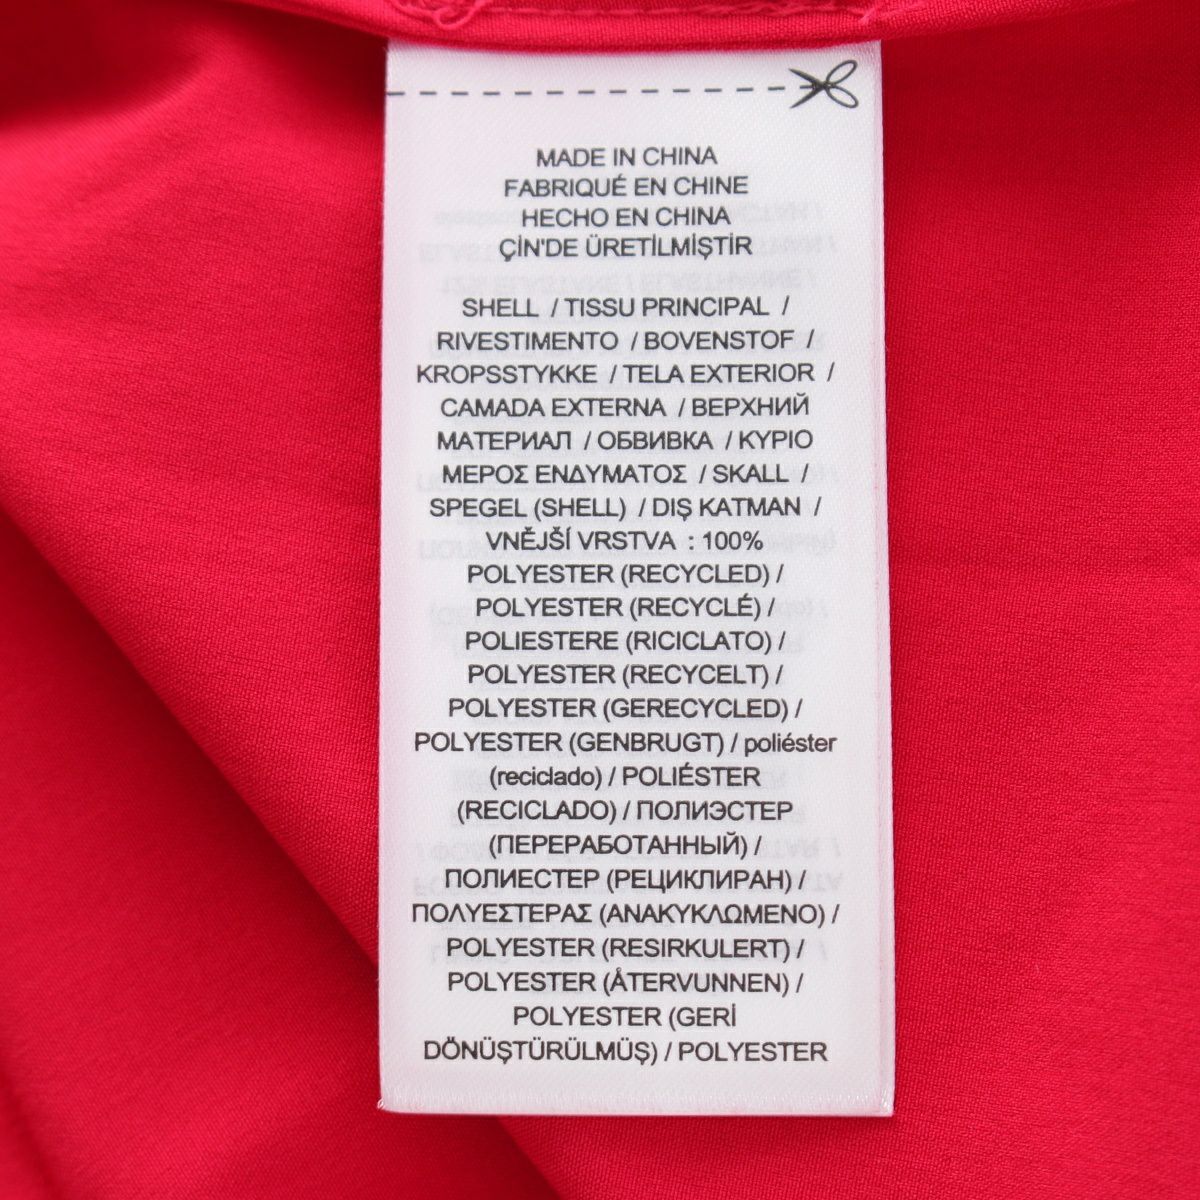 MADE IN CHINA
FABRIQUÉ EN CHINE
HECHO EN CHINA
ÇİN'DE ÜRETİLMİŞTİR
SHELL / TISSU PRINCIPAL /
RIVESTIMENTO / BOVENSTOF /
KROPSSTYKKE / TELA EXTERIOR /
CAMADA EXTERNA / ВЕРХНИЙ
МАТЕРИАЛ / ОБВИВКА / ΚΥΡΙΟ
ΜΕΡΟΣ ΕΝΔΥΜΑΤΟΣ / SKALL /
SPEGEL (SHELL) / DIŞ KATMAN /
VNĚJŠÍ VRSTVA : 100%
POLYESTER (RECYCLED) /
POLYESTER (RECYCLÉ) /
POLIESTERE (RICICLATO) /
POLYESTER (RECYCELT) /
POLYESTER (GERECYCLED) /
POLYESTER (GENBRUGT) / poliéster
(reciclado) / POLIÉSTER
(RECICLADO) / ПОЛИЭСТЕР
(ПЕРЕРАБОТАННЫЙ) /
ПОЛИЕСТЕР (РЕЦИКЛИРАН) /
ΠΟΛΥΕΣΤΕΡΑΣ (ΑΝΑΚΥΚΛΩΜΕΝΟ) /
POLYESTER (RESIRKULERT) /
POLYESTER (ÅTERVUNNEN) /
POLYESTER (GERİ
DÖNÜŞTÜRÜLMÜŞ) / POLYESTER